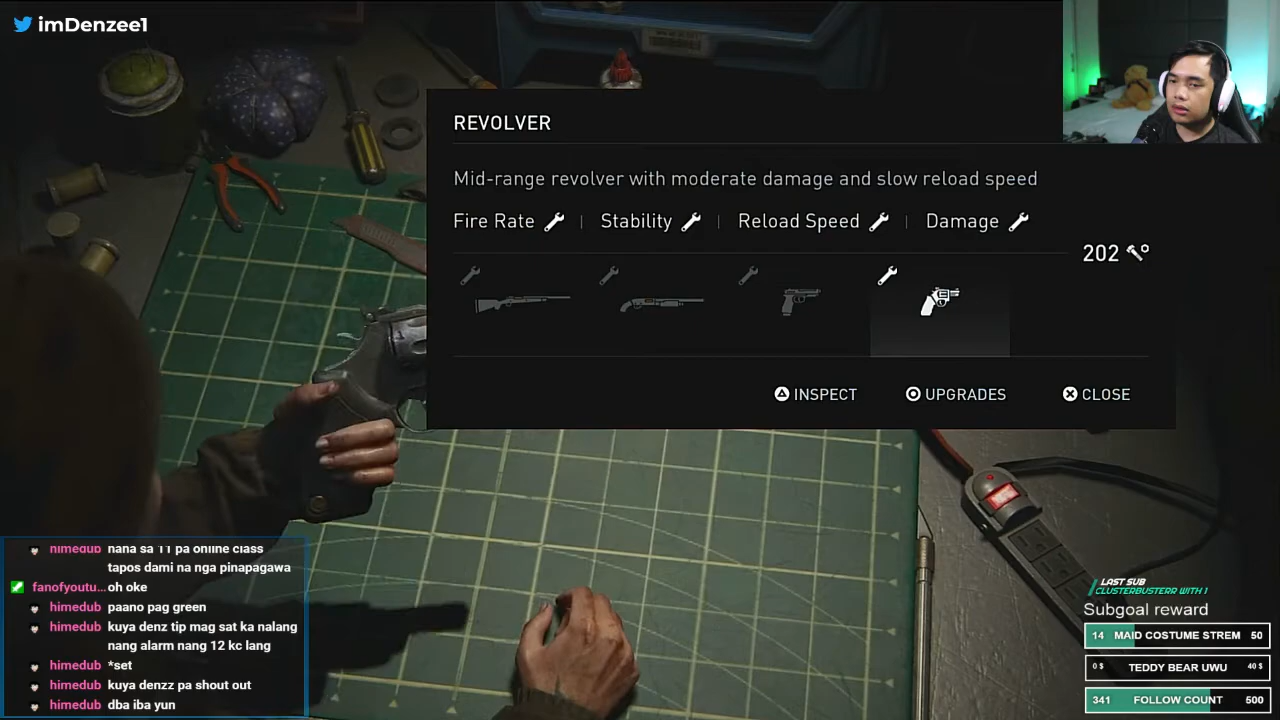 imDenzee1
REVOLVER
Mid-range revolver with moderate damage and slow reload speed
Fire Rate | Stability | Reload Speed | Damage
202
INSPECT UPGRADES CLOSE
himedub nana sa 11 pa online class
tapos dami na nga pinapagawa
fanofyoutu... oh oke
himedub paano pag green
himedub kuya denz tip mag sat ka nalang
nang alarm nang 12 kc lang
himedub *set
himedub kuya denzz pa shout out
himedub dba iba yun
LAST SUB
CLUSTERBUSTERR WITH 1
Subgoal reward
14 MAID COSTUME STREM 50
0 $ TEDDY BEAR UWU 40 $
341 FOLLOW COUNT 500